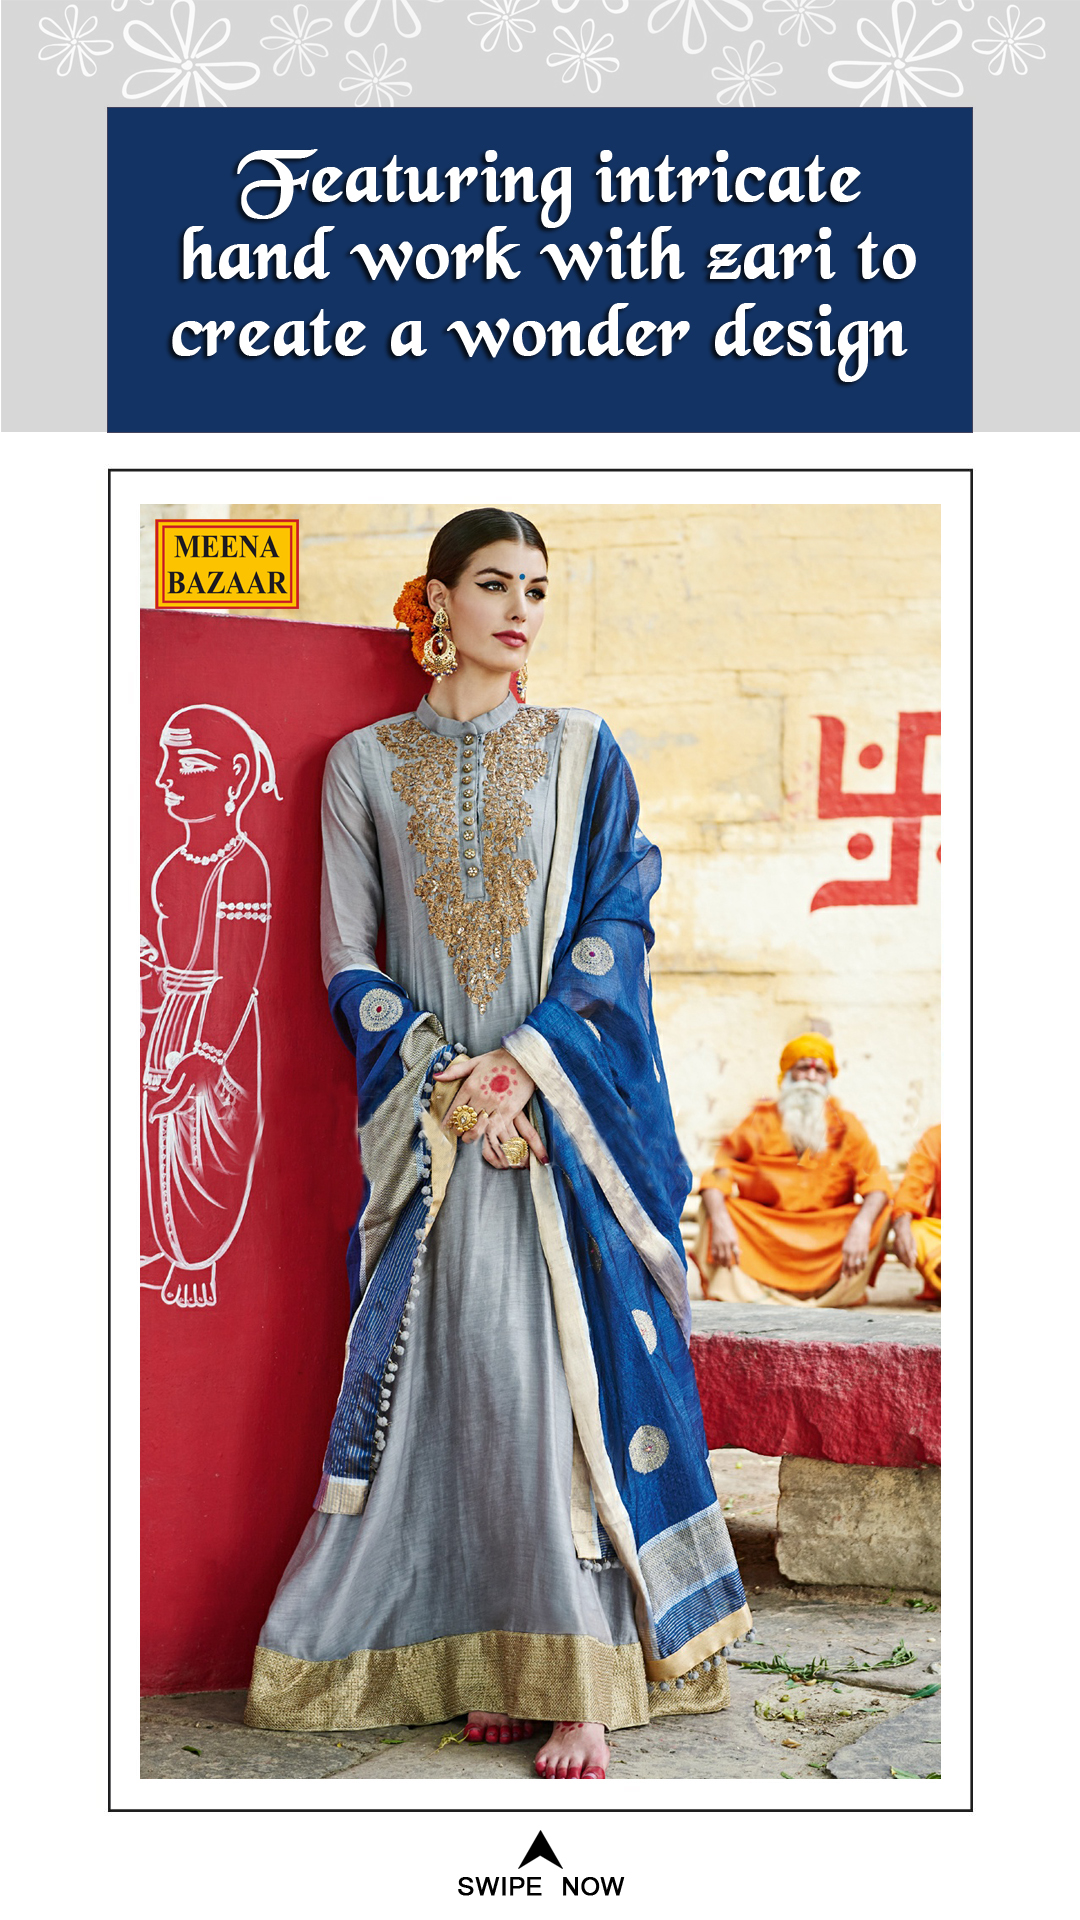 Featuring intricate
hand work with zari to
create a wonder design
MEENA
BAZAAR
SWIPE NOW